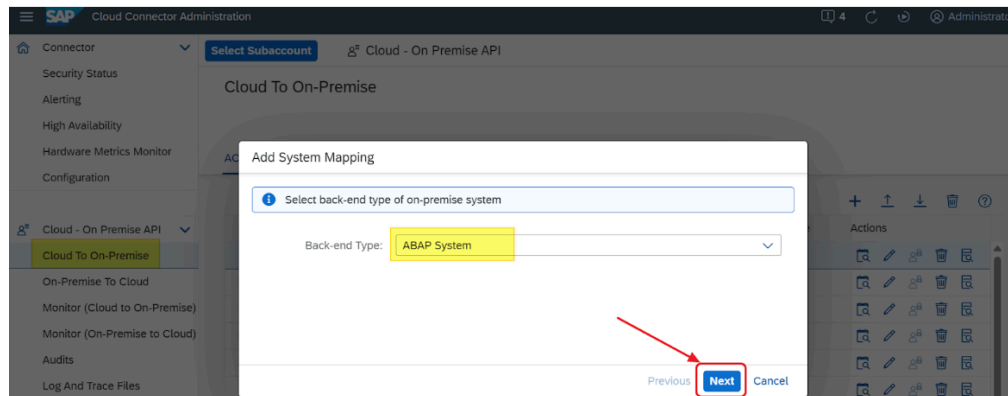 SAP Cloud Connector Administration
4
Administrato
Connector
Select Subaccount
Cloud - On Premise API
Security Status
Cloud To On-Premise
Alerting
High Availability
Hardware Metrics Monitor
AC
Add System Mapping
Configuration
Select back-end type of on-premise system
Cloud - On Premise API
Actions
Back-end Type: ABAP System
Cloud To On-Premise
On-Premise To Cloud
Monitor (Cloud to On-Premise)
Monitor (On-Premise to Cloud)
Audits
Previous Next Cancel
Log And Trace Files